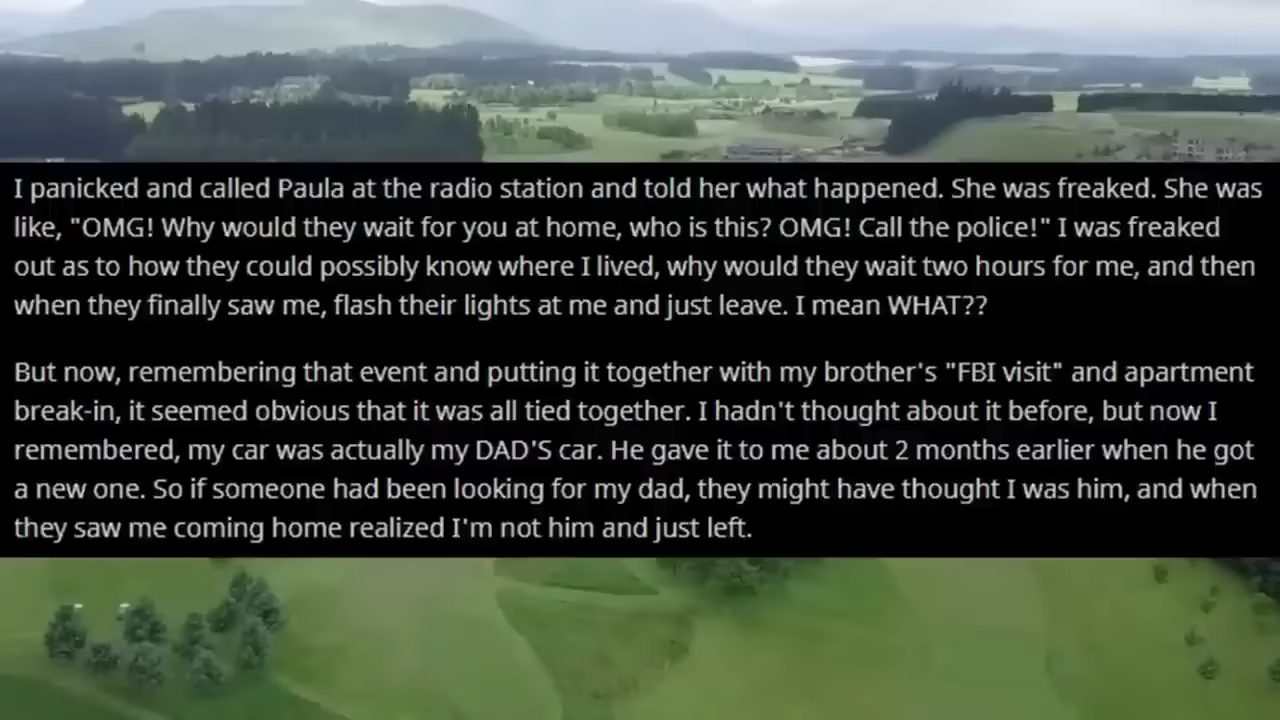 I panicked and called Paula at the radio station and told her what happened. She was freaked. She was
like, "OMG! Why would they wait for you at home, who is this? OMG! Call the police!" I was freaked
out as to how they could possibly know where I lived, why would they wait two hours for me, and then
when they finally saw me, flash their lights at me and just leave. I mean WHAT??
But now, remembering that event and putting it together with my brother's "FBI visit" and apartment
break-in, it seemed obvious that it was all tied together. I hadn't thought about it before, but now I
remembered, my car was actually my DAD'S car. He gave it to me about 2 months earlier when he got
a new one. So if someone had been looking for my dad, they might have thought I was him, and when
they saw me coming home realized I'm not him and just left.